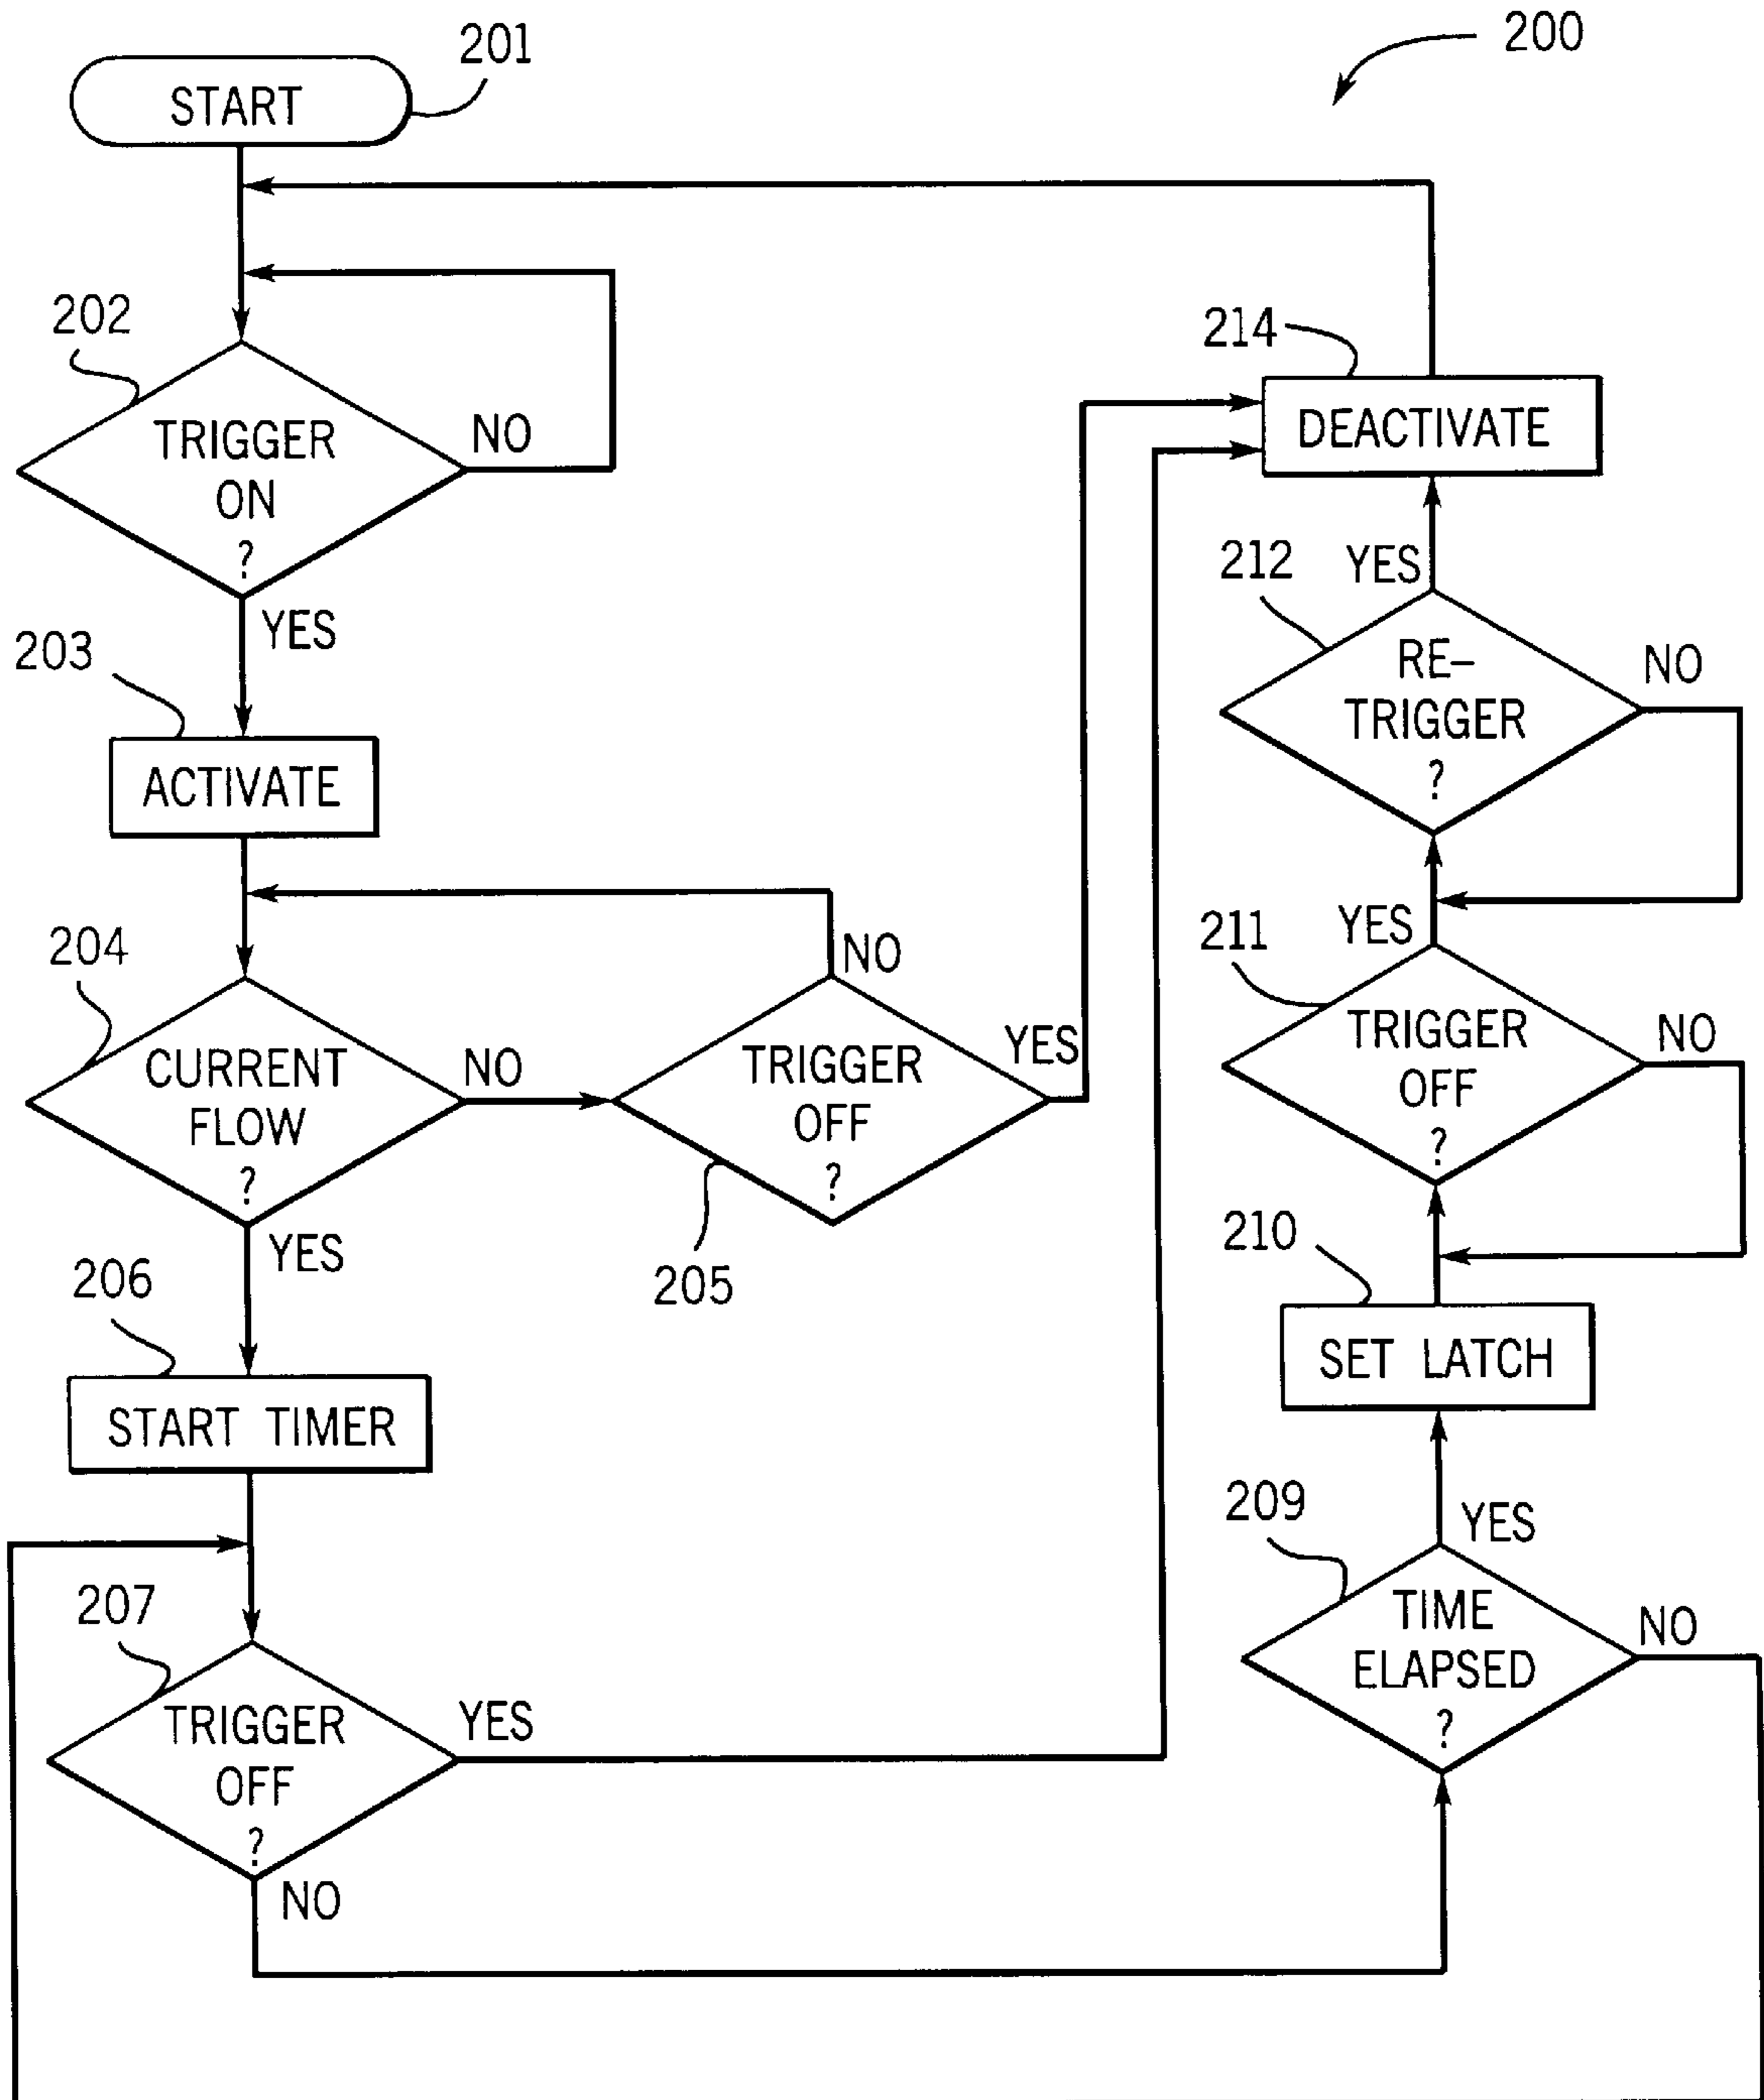 201
START
200
202
TRIGGER
ON
?
NO
YES
203
ACTIVATE
204
CURRENT
FLOW
?
NO
YES
205
TRIGGER
OFF
?
NO
YES
206
START TIMER
207
TRIGGER
OFF
?
YES
NO
214
DEACTIVATE
212
YES
RE-
TRIGGER
?
NO
211
YES
TRIGGER
OFF
?
NO
210
SET LATCH
209
YES
TIME
ELAPSED
?
NO